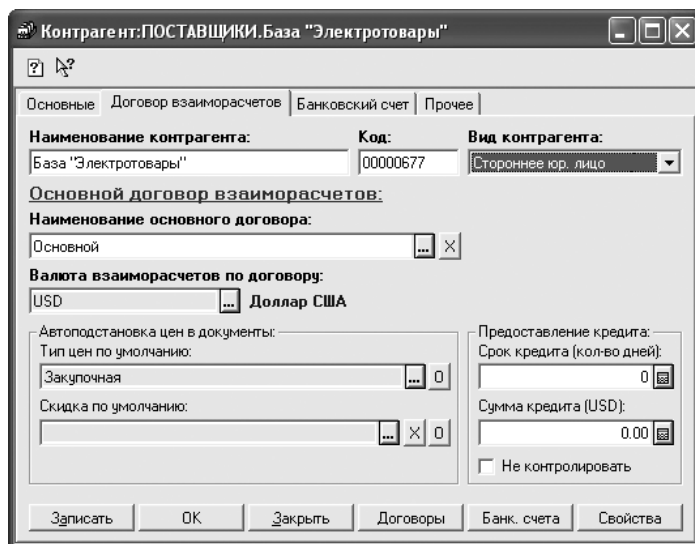 Контрагент:ПОСТАВЩИКИ.База "Электротовары"
Основные Договор взаиморасчетов Банковский счет Прочее
Наименование контрагента: Код: Вид контрагента:
База "Электротовары" 00000677 Стороннее юр. лицо
Основной договор взаиморасчетов:
Наименование основного договора:
Основной ... X
Валюта взаиморасчетов по договору:
USD ... Доллар США
Автоподстановка цен в документы: Предоставление кредита:
Тип цен по умолчанию: Срок кредита (кол-во дней):
Закупочная ... 0 0
Скидка по умолчанию: Сумма кредита (USD):
... X 0 0.00
Не контролировать
Записать OK Закрыть Договоры Банк. счета Свойства